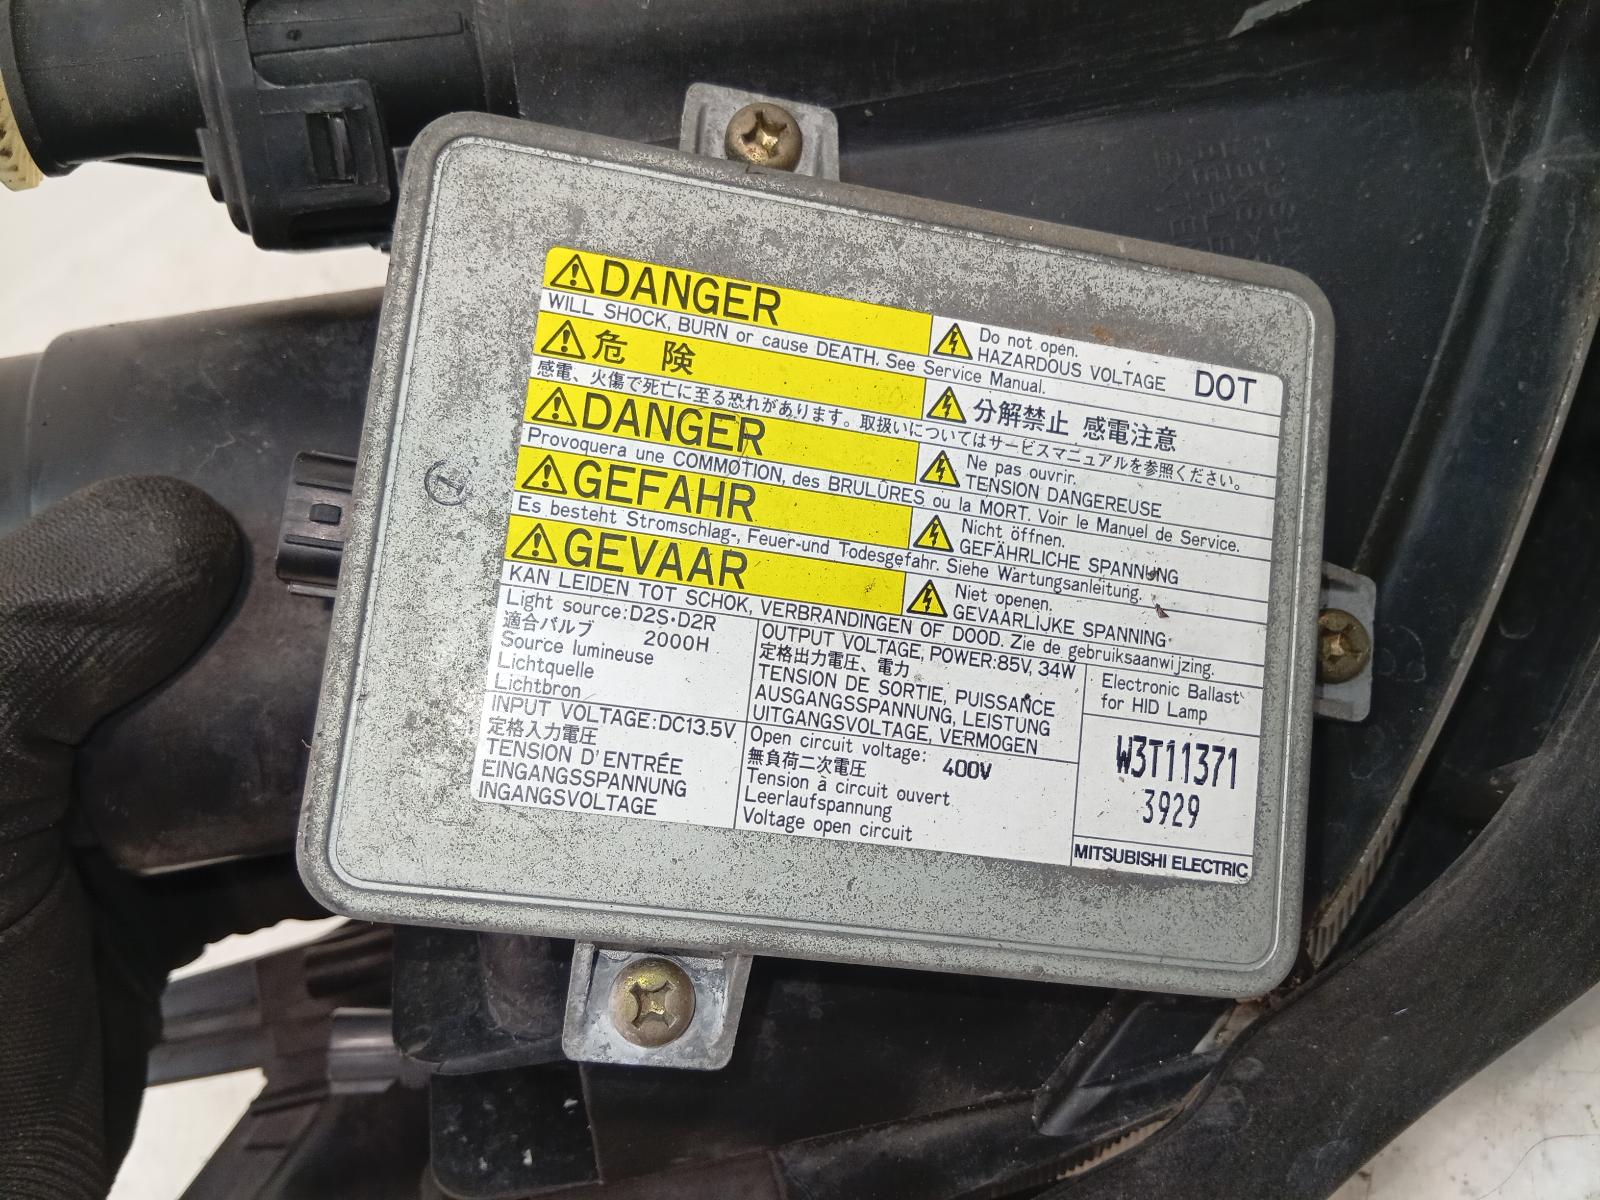 DANGER
WILL SHOCK, BURN or cause DEATH. See Service Manual.
Do not open.
HAZARDOUS VOLTAGE
DOT
危 険
感電、火傷で死亡に至る恐れがあります。取扱いについてはサービスマニュアルを参照ください。
分解禁止 感電注意
DANGER
Provoquera une COMMOTION, des BRULÛRES ou la MORT. Voir le Manuel de Service.
Ne pas ouvrir.
TENSION DANGEREUSE
GEFAHR
Es besteht Stromschlag-, Feuer-und Todesgefahr. Siehe Wartungsanleitung.
Nicht öffnen.
GEFÄHRLICHE SPANNUNG
GEVAAR
KAN LEIDEN TOT SCHOK, VERBRANDINGEN OF DOOD. Zie de gebruiksaanwijzing.
Niet openen.
GEVAARLIJKE SPANNING
Light source:D2S·D2R
適合バルブ 2000H
Source lumineuse
Lichtquelle
Lichtbron
INPUT VOLTAGE:DC13.5V
定格入力電圧
TENSION D'ENTRÉE
EINGANGSSPANNUNG
INGANGSVOLTAGE
OUTPUT VOLTAGE, POWER:85V, 34W
定格出力電圧、電力
TENSION DE SORTIE, PUISSANCE
AUSGANGSSPANNUNG, LEISTUNG
UITGANGSVOLTAGE, VERMOGEN
Open circuit voltage: 400V
無負荷二次電圧
Tension à circuit ouvert
Leerlaufspannung
Voltage open circuit
Electronic Ballast
for HID Lamp
W3T11371
3929
MITSUBISHI ELECTRIC